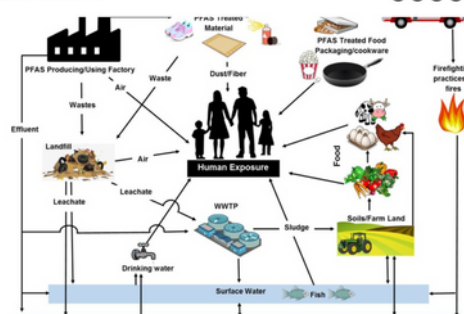 PFAS Treated
Material
PFAS Treated Food
Packaging/cookware
PFAS Producing/Using Factory
Air
Waste
Dust/Fiber
Firefighti
practices
fires
Wastes
Effluent
Landfill
Air
Human Exposure
Food
Leachate
Leachate
WWTP
Sludge
Soils/Farm Land
Drinking water
Surface Water
Fish